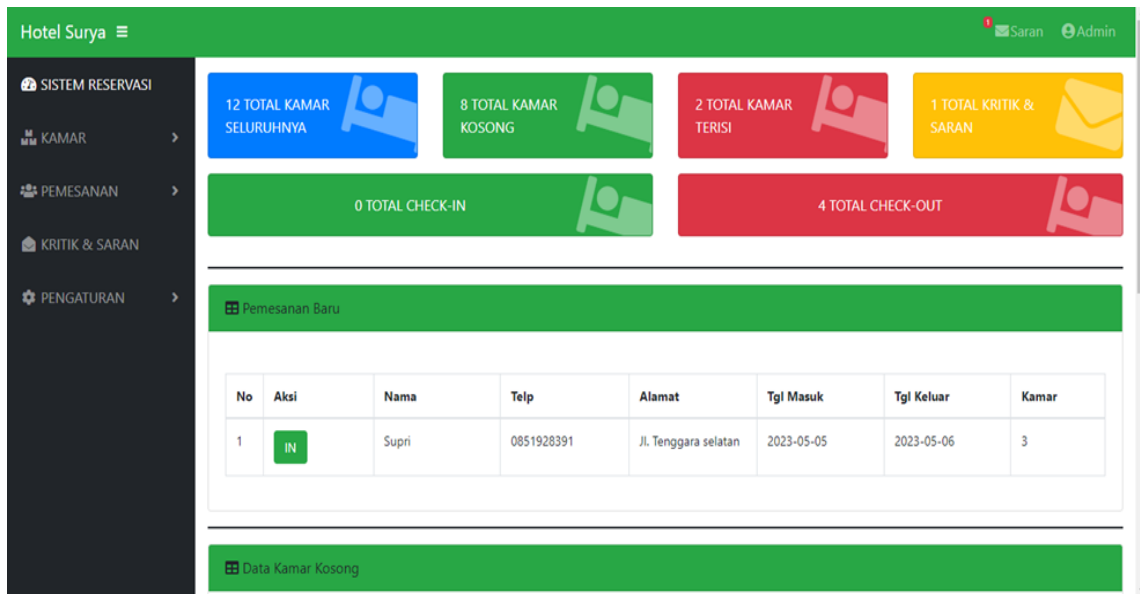 Hotel Surya
1
Saran
Admin
SISTEM RESERVASI
KAMAR
PEMESANAN
KRITIK & SARAN
PENGATURAN
12 TOTAL KAMAR
SELURUHNYA
8 TOTAL KAMAR
KOSONG
2 TOTAL KAMAR
TERISI
1 TOTAL KRITIK &
SARAN
0 TOTAL CHECK-IN
4 TOTAL CHECK-OUT
Pemesanan Baru
No Aksi Nama Telp Alamat Tgl Masuk Tgl Keluar Kamar
1 IN Supri 0851928391 Jl. Tenggara selatan 2023-05-05 2023-05-06 3
Data Kamar Kosong